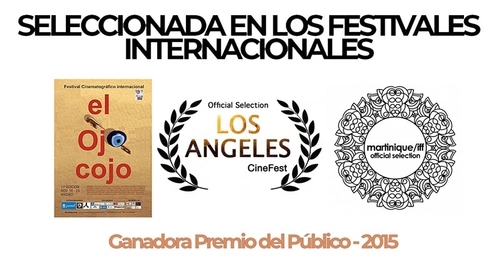 SELECCIONADA EN LOS FESTIVALES
INTERNACIONALES
Festival Cinematográfico internacional
el
Ojo
cojo
Official Selection
LOS
ANGELES
CineFest
martinique/iff
official selection
Ganadora Premio del Público - 2015